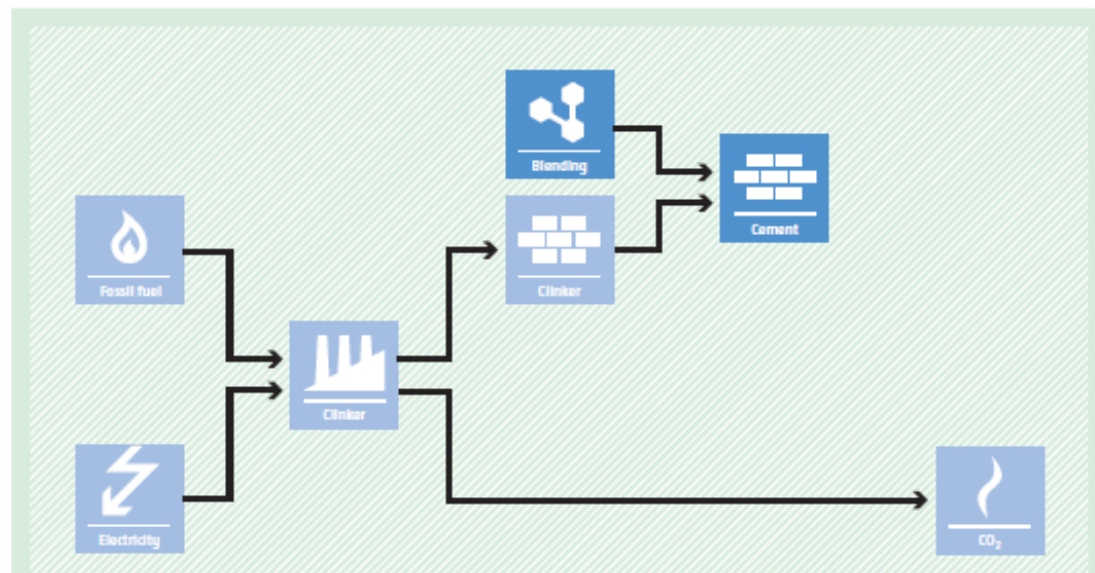 Blending
Cement
Fossil fuel
Clinker
Clinker
Electricity
CO₂